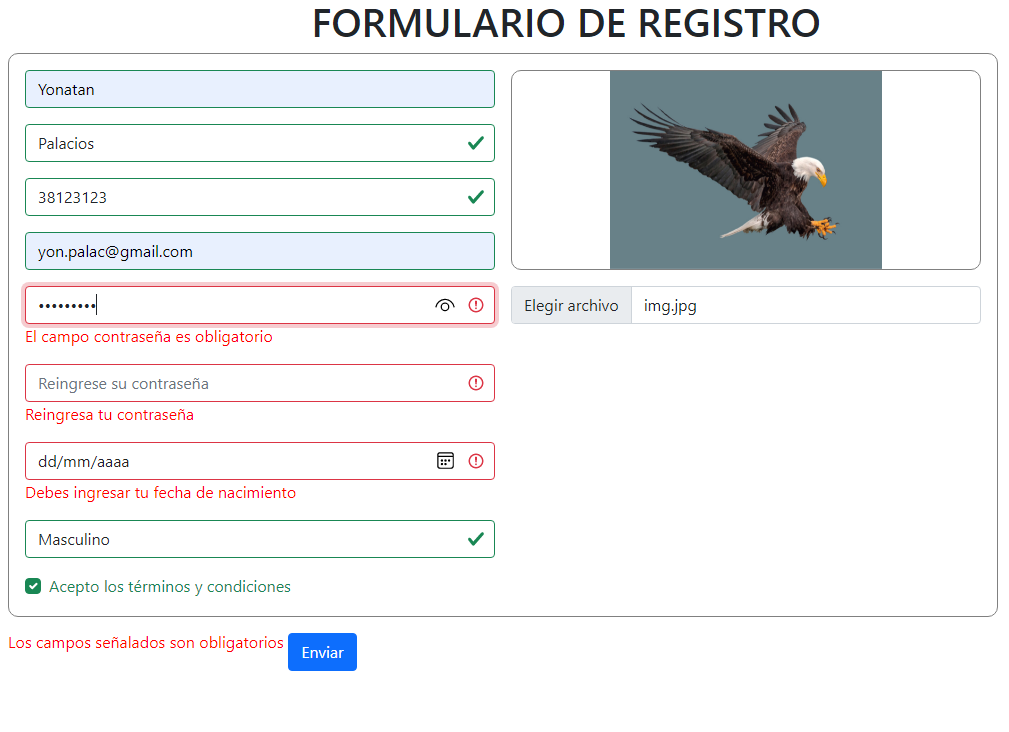 FORMULARIO DE REGISTRO
Yonatan
Palacios
38123123
yon.palac@gmail.com
•••••••••
El campo contraseña es obligatorio
Reingrese su contraseña
Reingresa tu contraseña
dd/mm/aaaa
Debes ingresar tu fecha de nacimiento
Masculino
Acepto los términos y condiciones
Elegir archivo img.jpg
Los campos señalados son obligatorios
Enviar